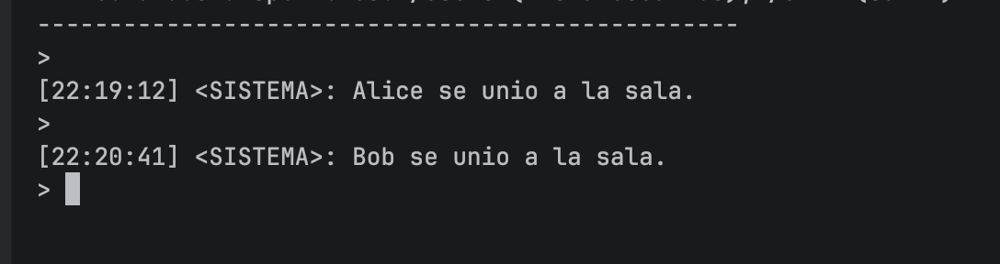 -------------------------------------------------
>
[22:19:12] <SISTEMA>: Alice se unio a la sala.
>
[22:20:41] <SISTEMA>: Bob se unio a la sala.
>